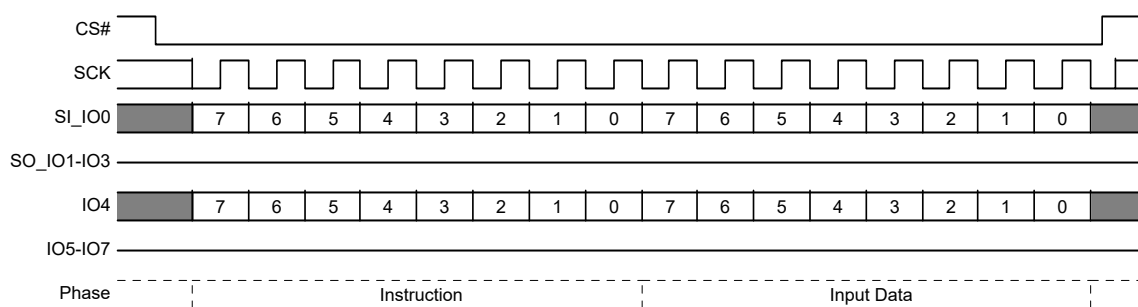 CS#
SCK
SI_IO0 7 6 5 4 3 2 1 0 7 6 5 4 3 2 1 0
SO_IO1-IO3
IO4 7 6 5 4 3 2 1 0 7 6 5 4 3 2 1 0
IO5-IO7
Phase Instruction Input Data